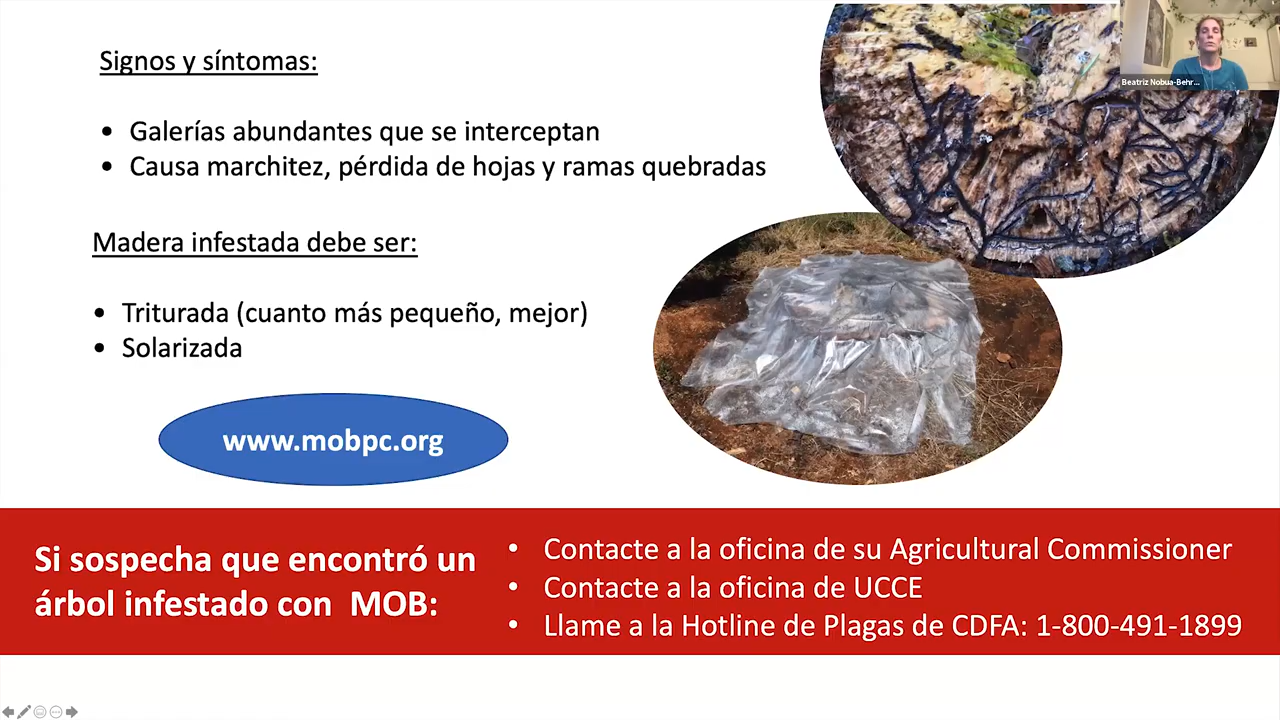 Signos y síntomas:
• Galerías abundantes que se interceptan
• Causa marchitez, pérdida de hojas y ramas quebradas
Madera infestada debe ser:
• Triturada (cuanto más pequeño, mejor)
• Solarizada
www.mobpc.org
Si sospecha que encontró un
árbol infestado con MOB:
• Contacte a la oficina de su Agricultural Commissioner
• Contacte a la oficina de UCCE
• Llame a la Hotline de Plagas de CDFA: 1-800-491-1899
Beatriz Nobua-Behr...